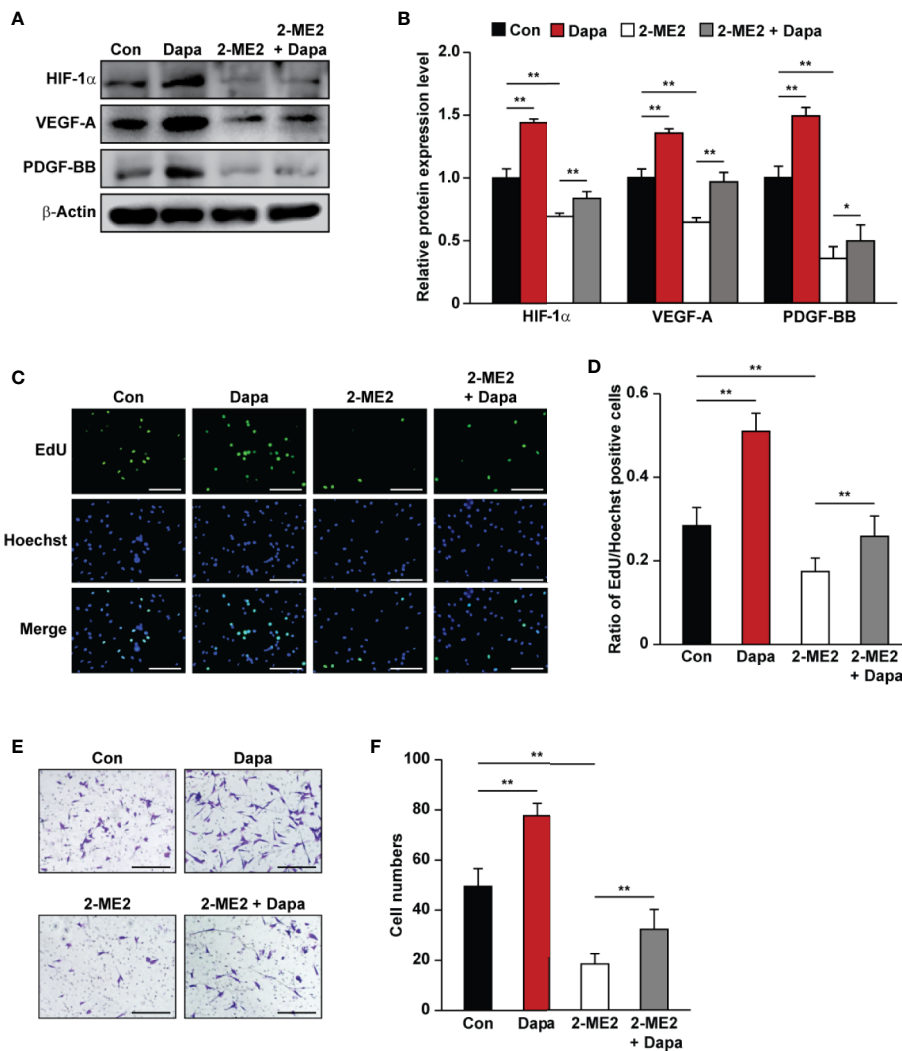 A
Con Dapa 2-ME2 2-ME2 + Dapa
HIF-1α
VEGF-A
PDGF-BB
β-Actin
B
Con Dapa 2-ME2 2-ME2 + Dapa
Relative protein expression level
2.0
1.5
1.0
0.5
0
** ** **
** ** **
** ** *
HIF-1α VEGF-A PDGF-BB
C
Con Dapa 2-ME2 2-ME2 + Dapa
EdU
Hoechst
Merge
D
Ratio of EdU/Hoechst positive cells
0.6
0.4
0.2
0
**
**
**
Con Dapa 2-ME2 2-ME2
+ Dapa
E
Con Dapa
2-ME2 2-ME2 + Dapa
F
Cell numbers
100
80
60
40
20
0
**
**
**
Con Dapa 2-ME2 2-ME2
+ Dapa